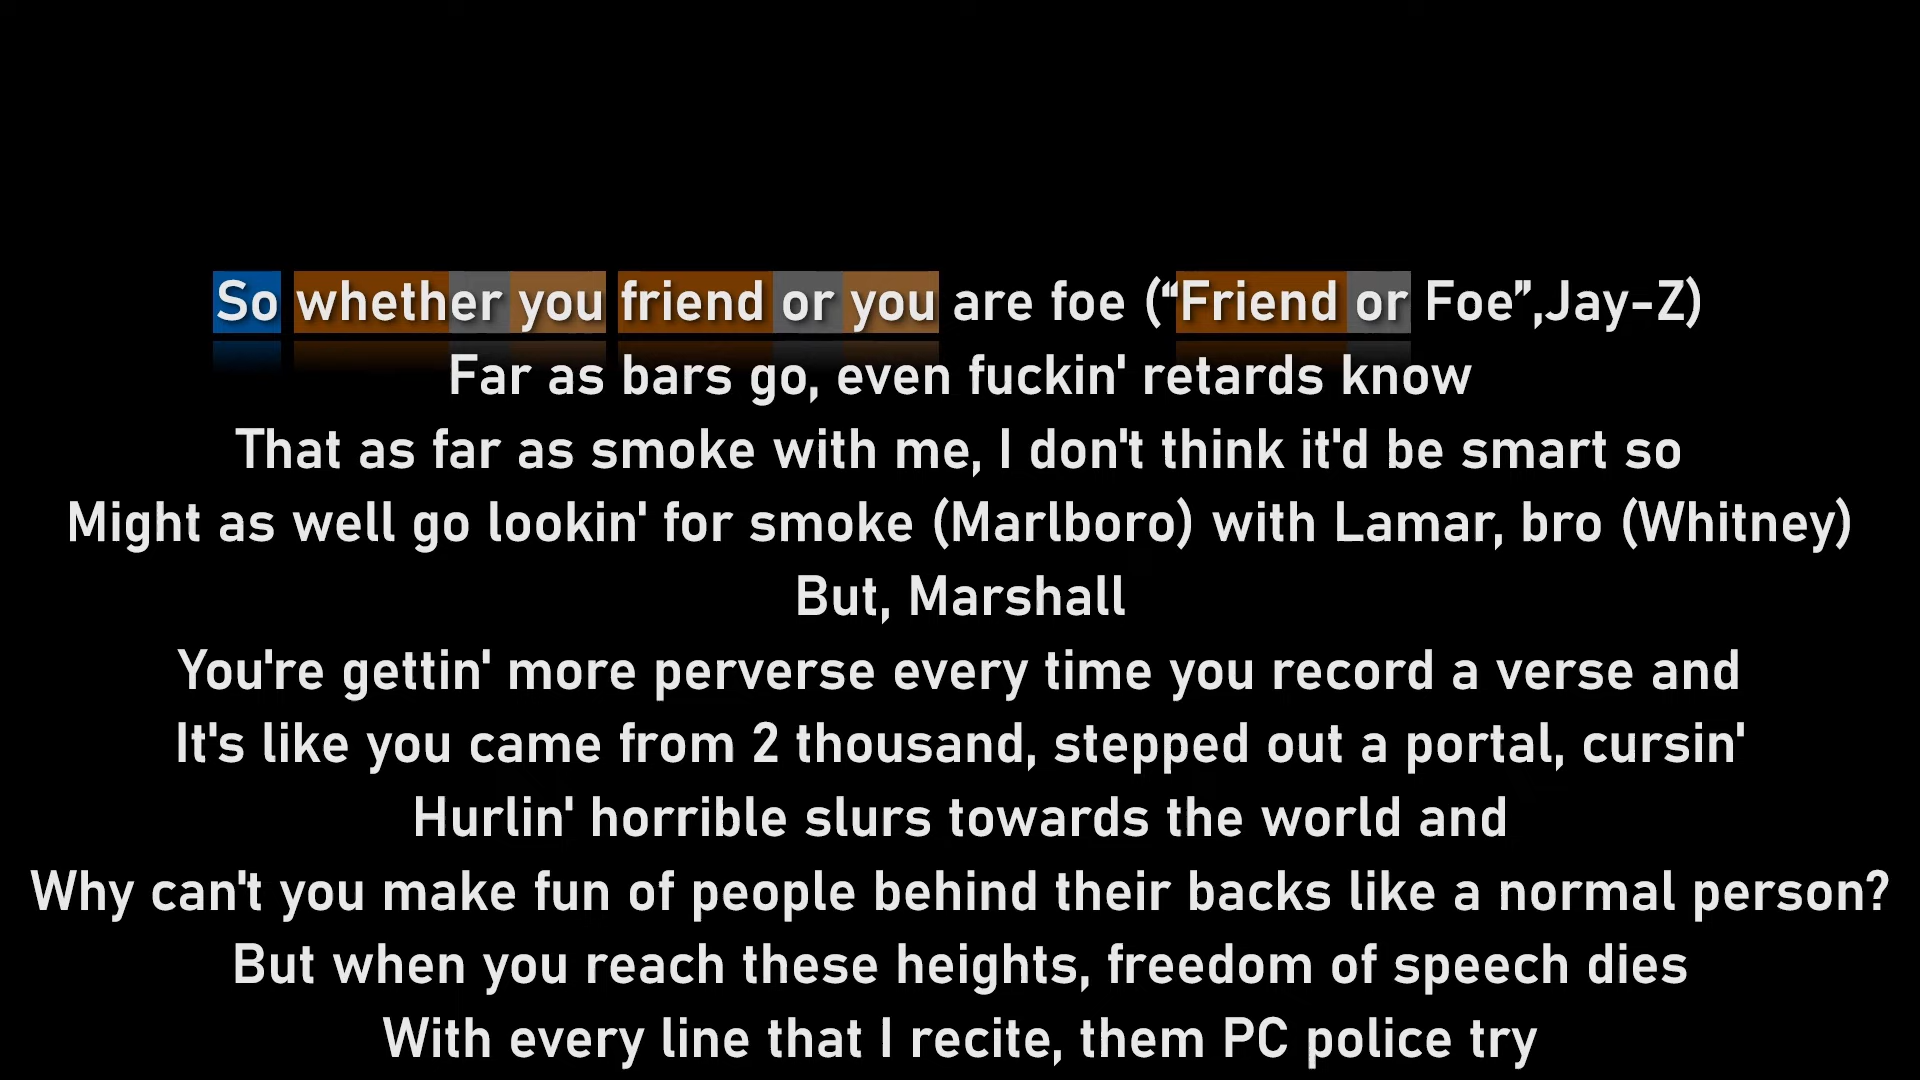 So whether you friend or you are foe (“Friend or Foe”,Jay-Z)
Far as bars go, even fuckin' retards know
That as far as smoke with me, I don't think it'd be smart so
Might as well go lookin' for smoke (Marlboro) with Lamar, bro (Whitney)
But, Marshall
You're gettin' more perverse every time you record a verse and
It's like you came from 2 thousand, stepped out a portal, cursin'
Hurlin' horrible slurs towards the world and
Why can't you make fun of people behind their backs like a normal person?
But when you reach these heights, freedom of speech dies
With every line that I recite, them PC police try